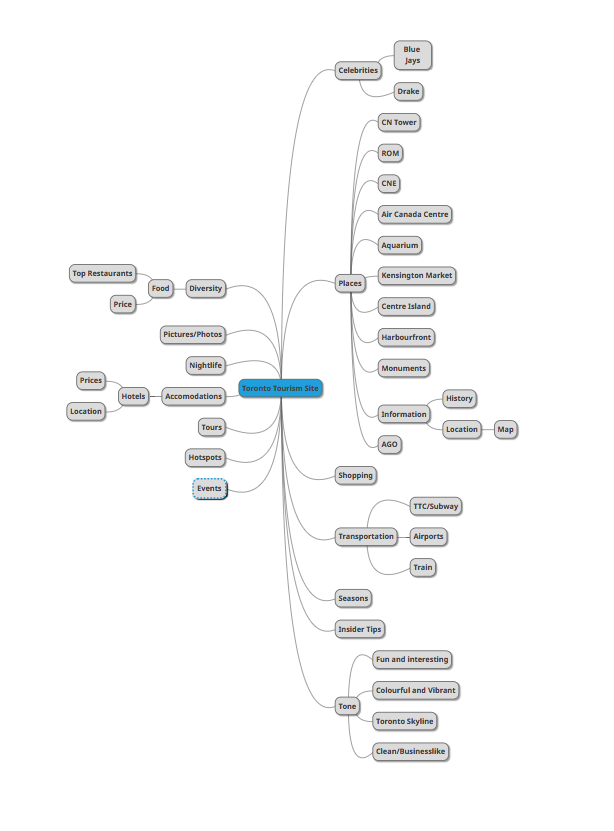 Toronto Tourism Site
Celebrities
Blue
Jays
Drake
Places
CN Tower
ROM
CNE
Air Canada Centre
Aquarium
Kensington Market
Centre Island
Harbourfront
Monuments
Information
History
Location
Map
AGO
Shopping
Transportation
TTC/Subway
Airports
Train
Seasons
Insider Tips
Tone
Fun and interesting
Colourful and Vibrant
Toronto Skyline
Clean/Businesslike
Diversity
Food
Top Restaurants
Price
Pictures/Photos
Nightlife
Accomodations
Hotels
Prices
Location
Tours
Hotspots
Events